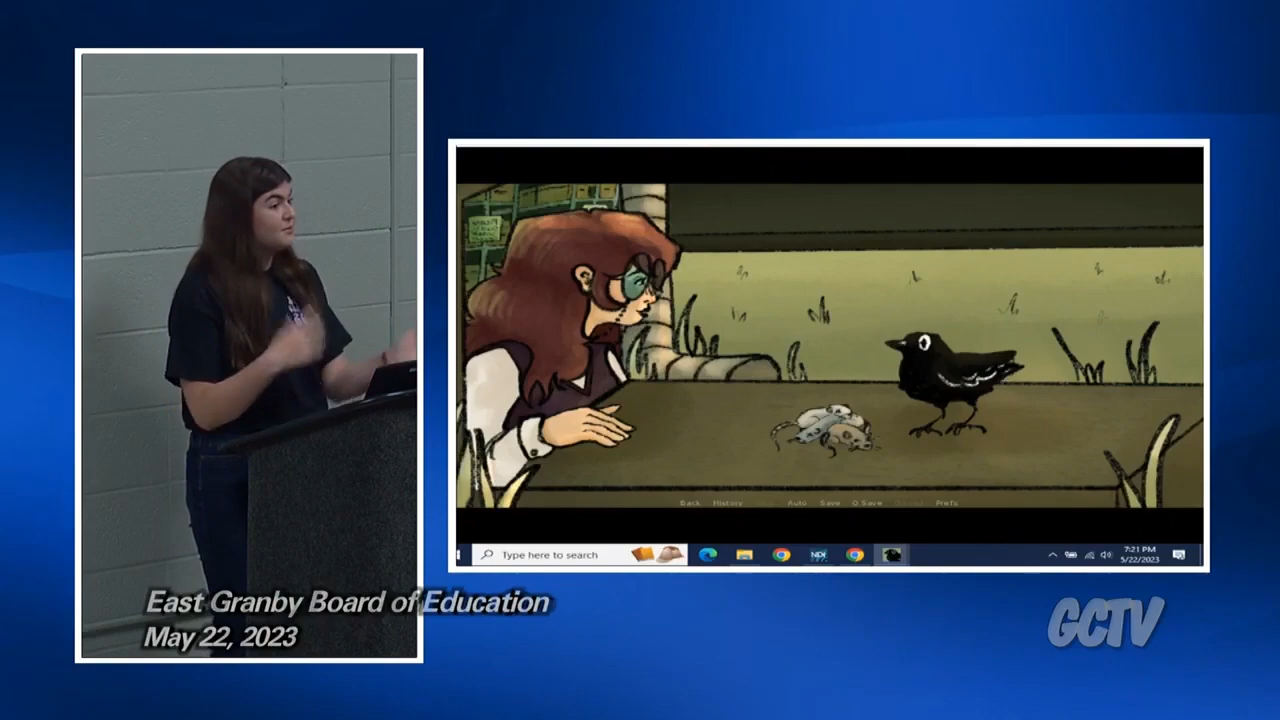 Back History Auto Save Q.Save Prefs
Type here to search
NDI
7:21 PM
5/22/2023
East Granby Board of Education
May 22, 2023
GCTV